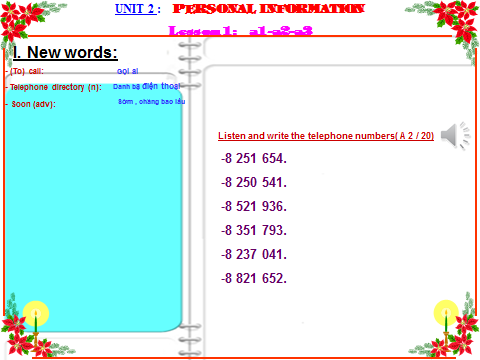 UNIT 2 : PERSONAL INFORMATION
Lesson 1: a1-a2-a3
I. New words:
- (To) call: Gọi ai
- Telephone directory (n): Danh bạ điện thoại
- Soon (adv): Sớm , chẳng bao lâu
Listen and write the telephone numbers( A 2 / 20)
-8 251 654.
-8 250 541.
-8 521 936.
-8 351 793.
-8 237 041.
-8 821 652.